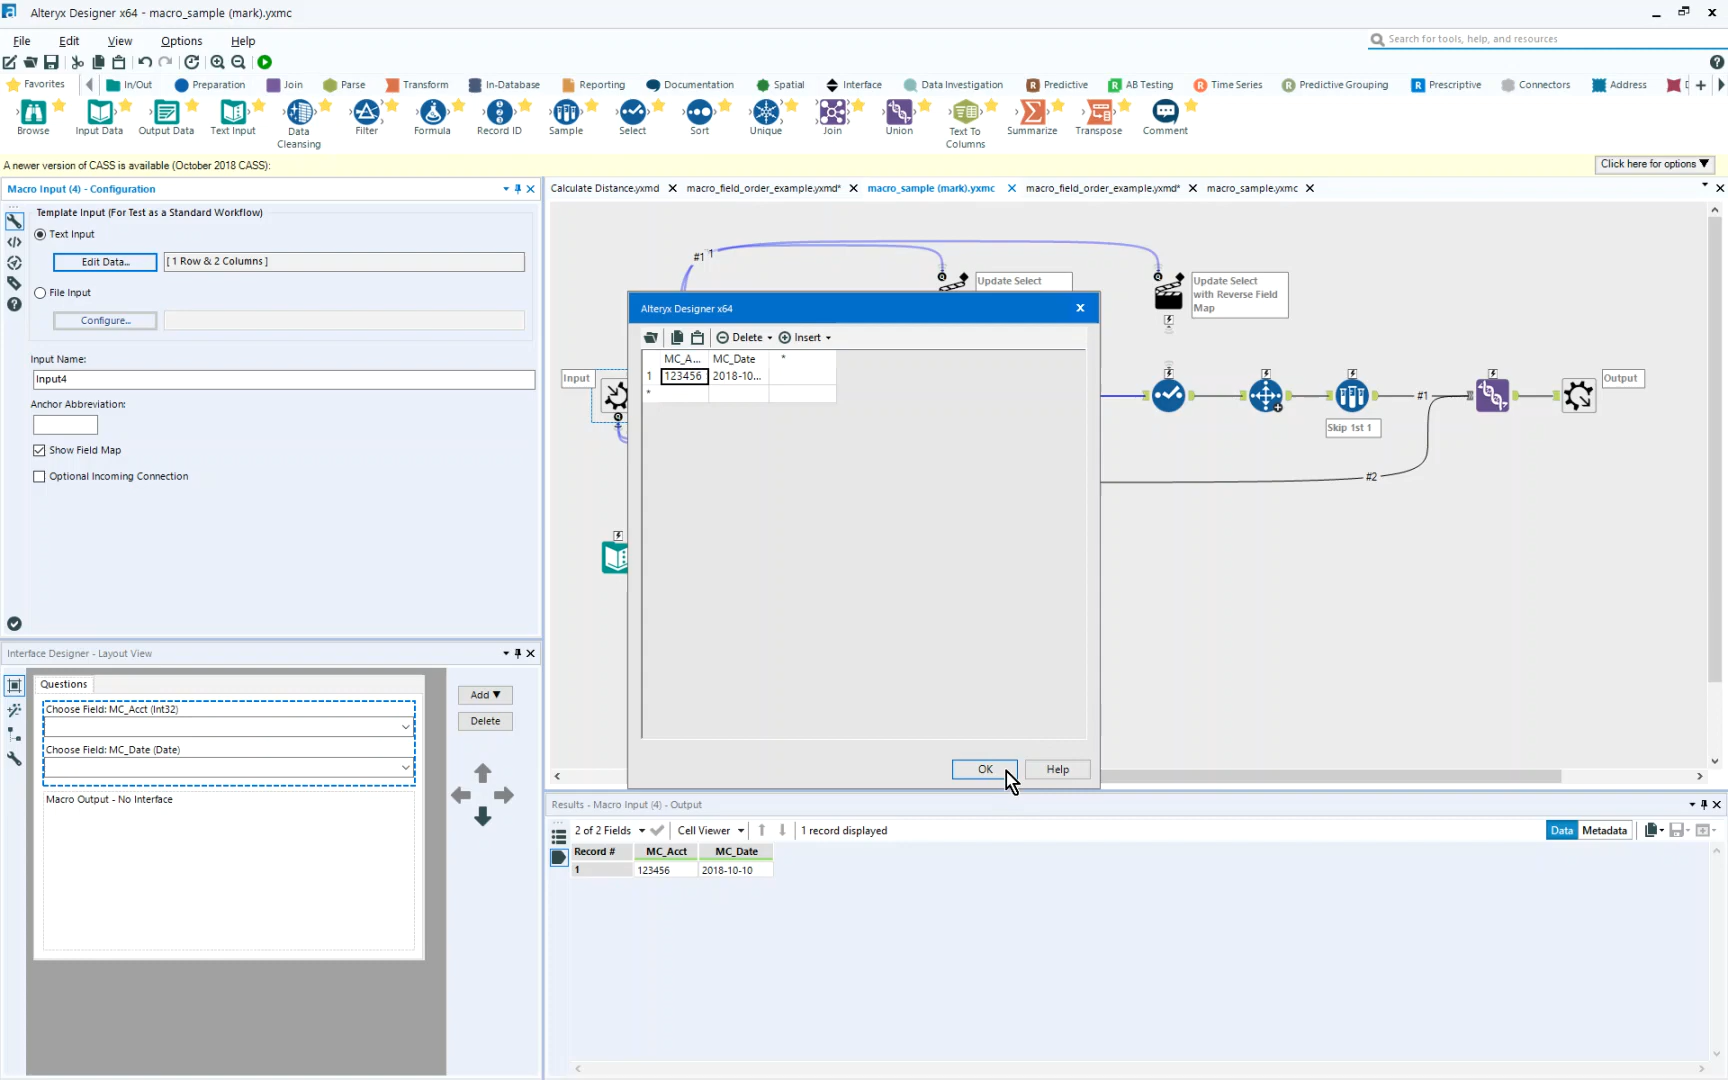 Alteryx Designer x64 - macro_sample (mark).yxmc
File Edit View Options Help
Search for tools, help, and resources
Favorites In/Out Preparation Join Parse Transform In-Database Reporting Documentation Spatial Interface Data Investigation Predictive AB Testing Time Series Predictive Grouping Prescriptive Connectors Address
Browse Input Data Output Data Text Input Data Cleansing Filter Formula Record ID Sample Select Sort Unique Join Union Text To Columns Summarize Transpose Comment
A newer version of CASS is available (October 2018 CASS):
Click here for options ▼
Macro Input (4) - Configuration
Calculate Distance.yxmd macro_field_order_example.yxmd* macro_sample (mark).yxmc macro_field_order_example.yxmd* macro_sample.yxmc
Template Input (For Test as a Standard Workflow)
Text Input
Edit Data...
[ 1 Row & 2 Columns ]
File Input
Configure...
Input Name:
Input4
Anchor Abbreviation:
Show Field Map
Optional Incoming Connection
#1 1
Update Select
Update Select
with Reverse Field
Map
Input
Skip 1st 1
#1
#2
Output
Alteryx Designer x64
Delete Insert
MC_A... MC_Date *
1 123456 2018-10...
*
OK Help
Interface Designer - Layout View
Questions
Choose Field: MC_Acct (Int32)
Choose Field: MC_Date (Date)
Macro Output - No Interface
Add ▼
Delete
Results - Macro Input (4) - Output
2 of 2 Fields Cell Viewer 1 record displayed
Data Metadata
Record # MC_Acct MC_Date
1 123456 2018-10-10